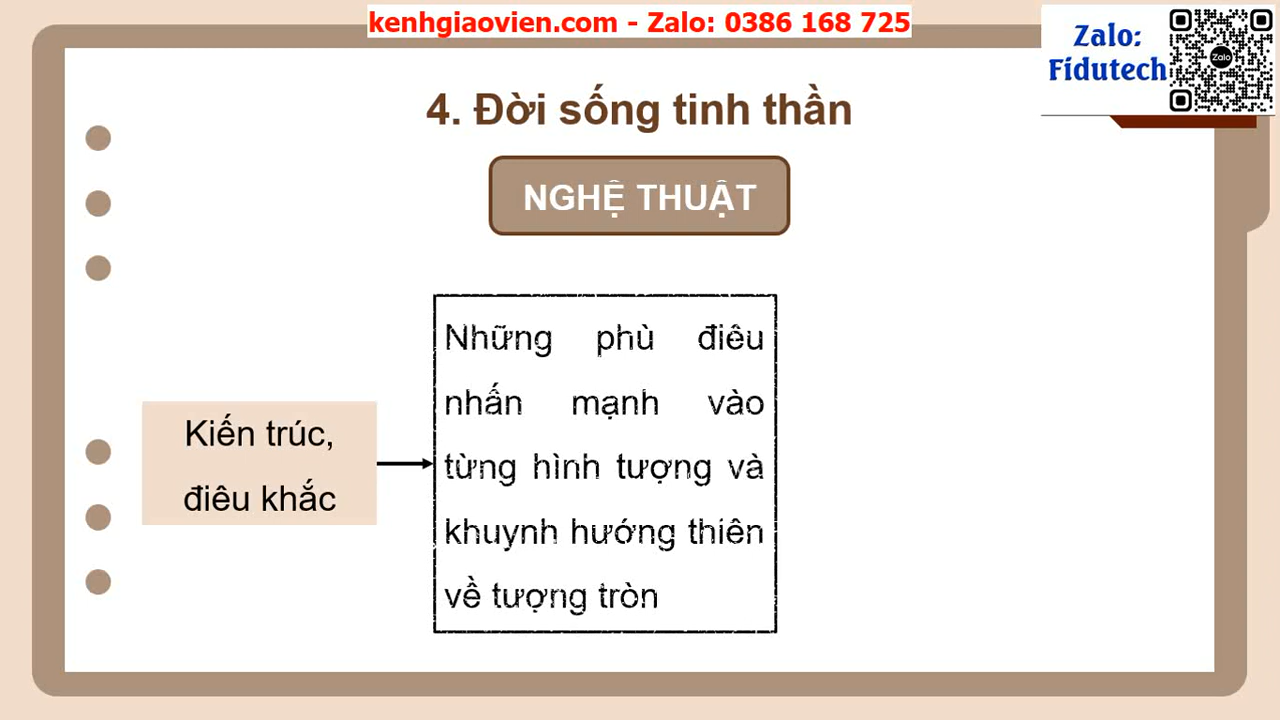 kenhgiaovien.com - Zalo: 0386 168 725
Zalo:
Fidutech
Zalo
4. Đời sống tinh thần
NGHỆ THUẬT
Kiến trúc,
điêu khắc
Những phù điêu
nhấn mạnh vào
từng hình tượng và
khuynh hướng thiên
về tượng tròn